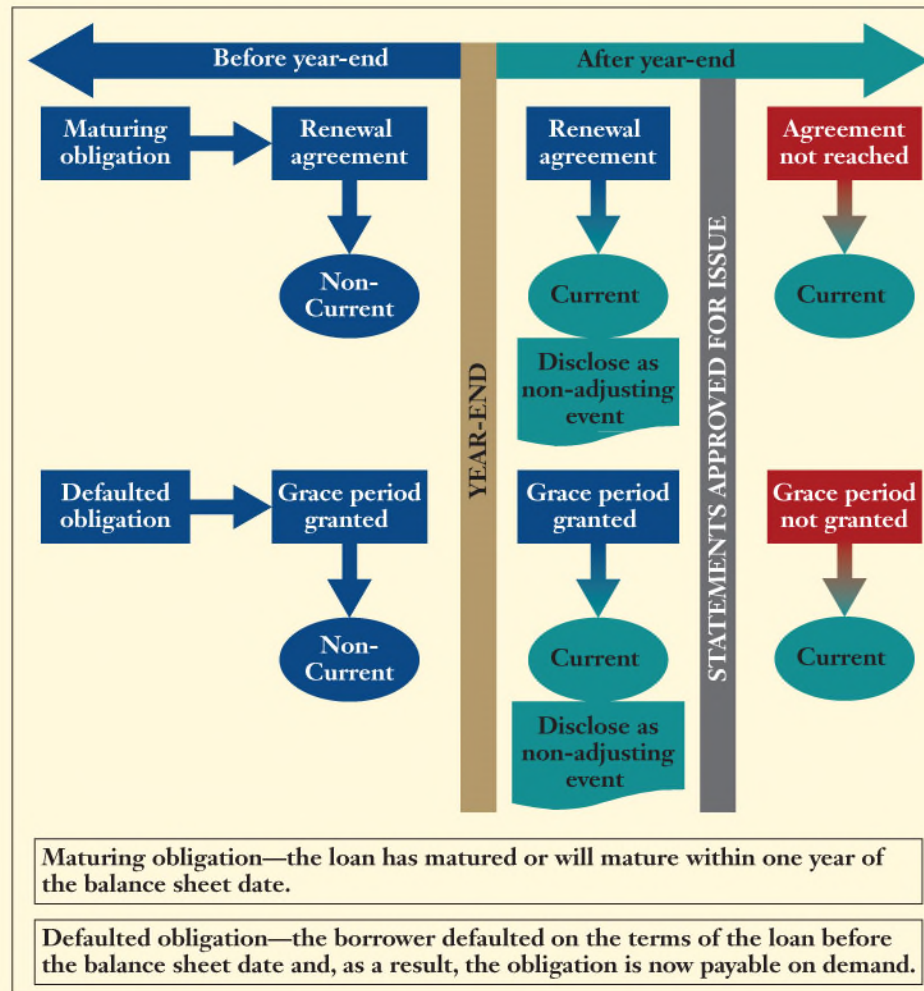 Before year-end
After year-end
Maturing
obligation
Renewal
agreement
Renewal
agreement
Agreement
not reached
Non-
Current
Current
Current
Disclose as
non-adjusting
event
YEAR-END
STATEMENTS APPROVED FOR ISSUE
Defaulted
obligation
Grace period
granted
Grace period
granted
Grace period
not granted
Non-
Current
Current
Current
Disclose as
non-adjusting
event
Maturing obligation—the loan has matured or will mature within one year of
the balance sheet date.
Defaulted obligation—the borrower defaulted on the terms of the loan before
the balance sheet date and, as a result, the obligation is now payable on demand.